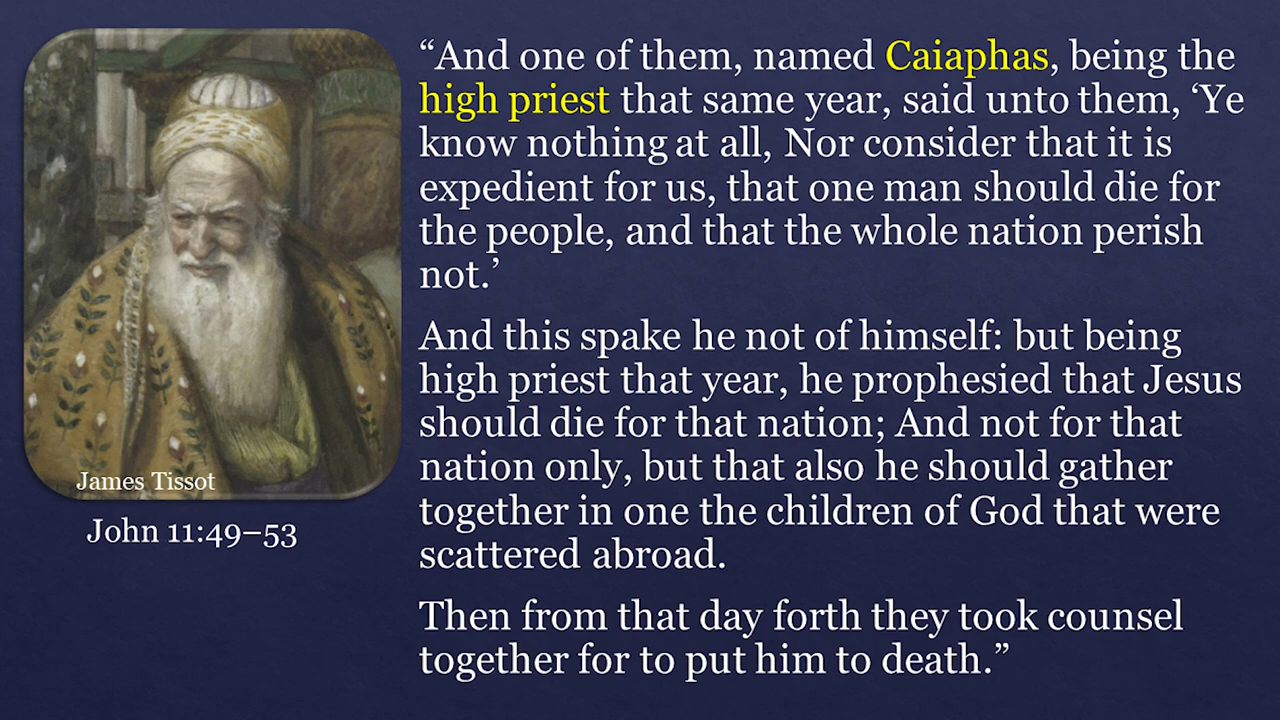 “And one of them, named Caiaphas, being the
high priest that same year, said unto them, ‘Ye
know nothing at all, Nor consider that it is
expedient for us, that one man should die for
the people, and that the whole nation perish
not.’
And this spake he not of himself: but being
high priest that year, he prophesied that Jesus
should die for that nation; And not for that
nation only, but that also he should gather
together in one the children of God that were
scattered abroad.
Then from that day forth they took counsel
together for to put him to death.”
James Tissot
John 11:49–53